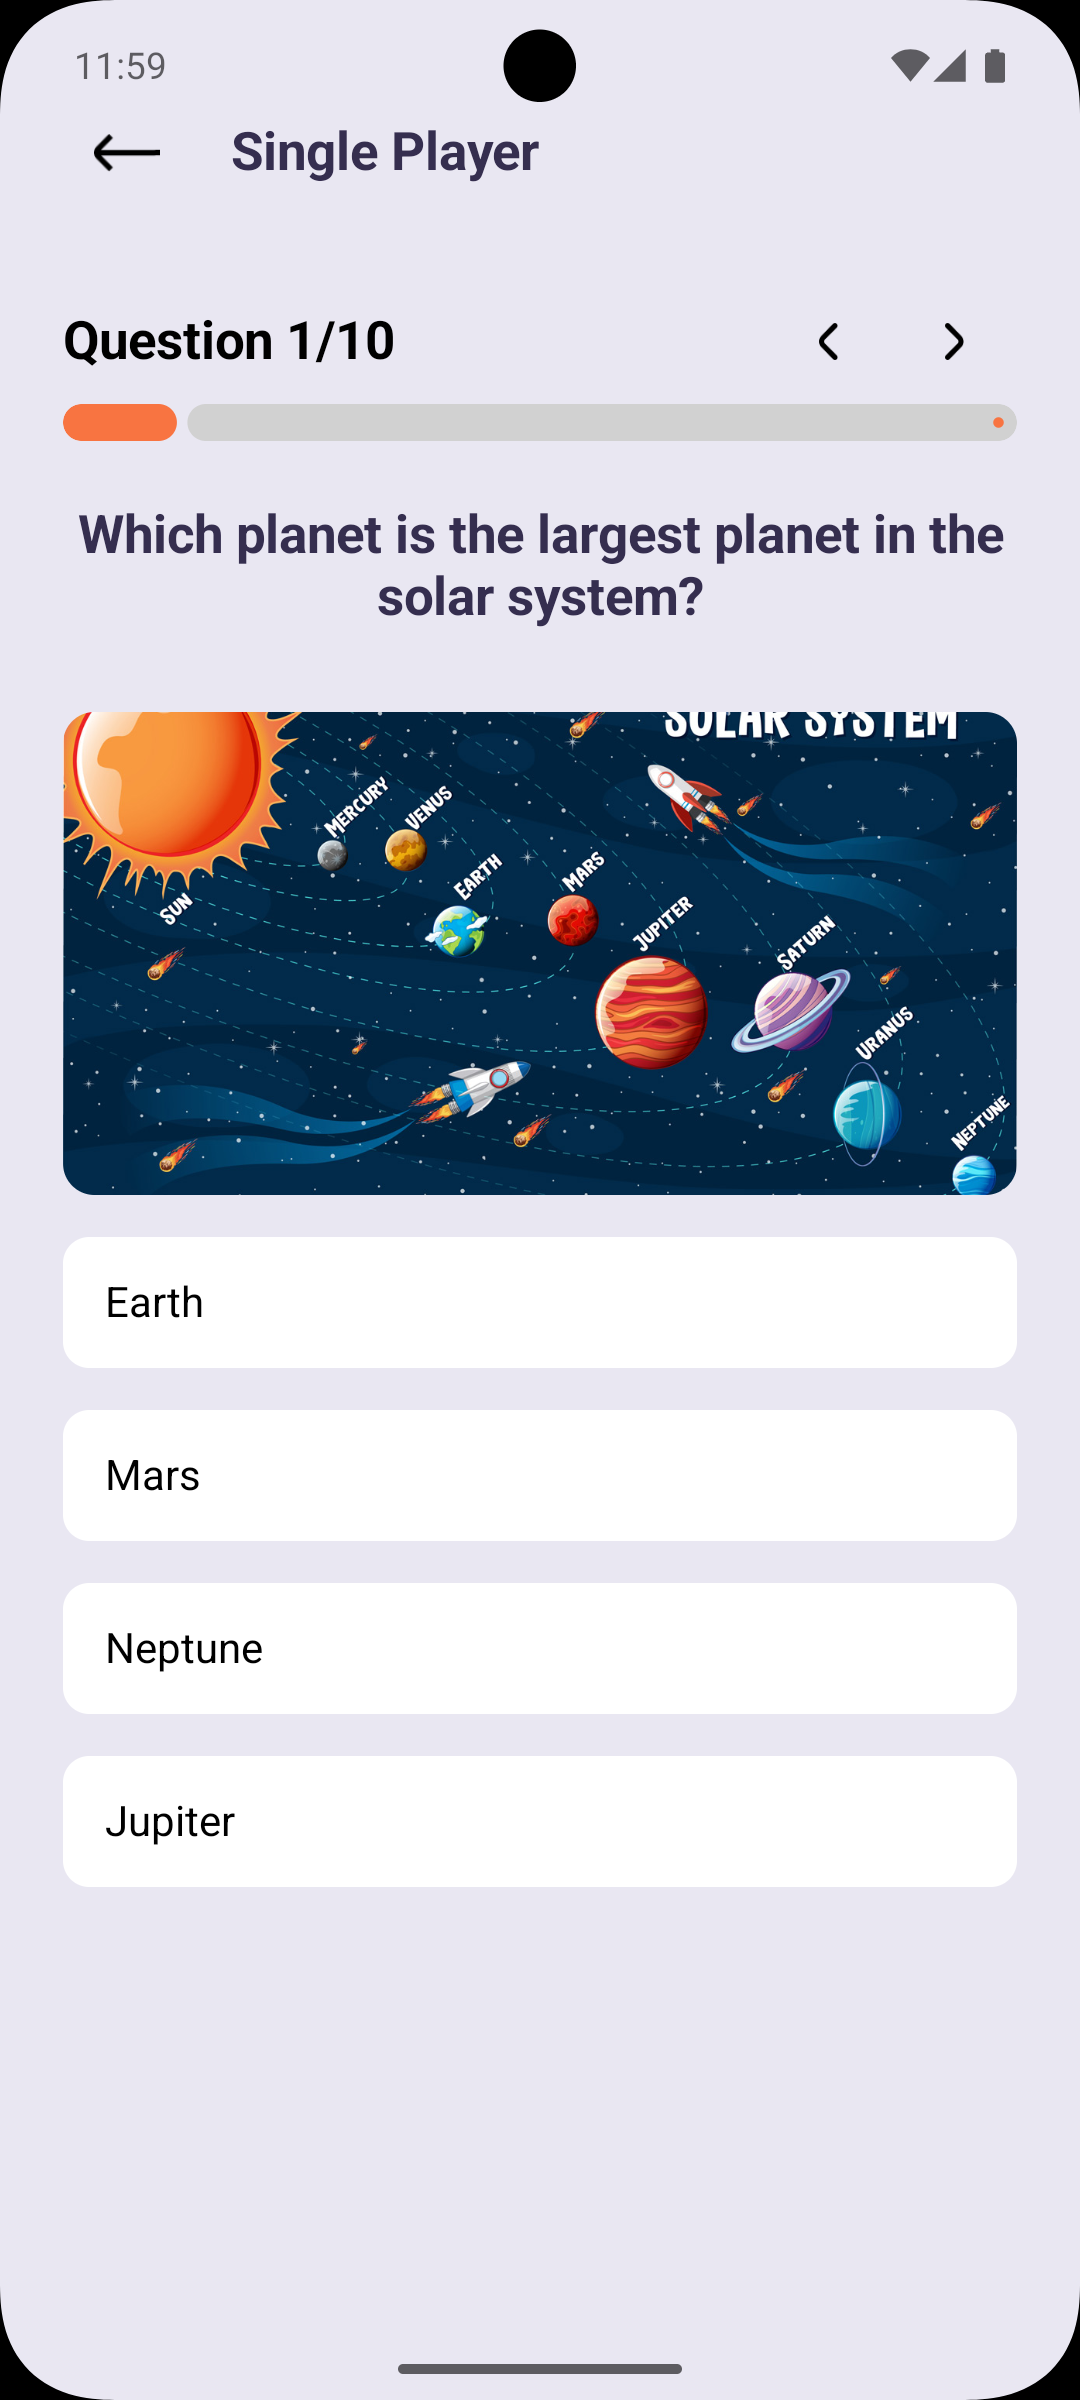 11:59
Single Player
Question 1/10
Which planet is the largest planet in the
solar system?
SOLAR SYSTEM
MERCURY
VENUS
EARTH
MARS
SUN
JUPITER
SATURN
URANUS
NEPTUNE
Earth
Mars
Neptune
Jupiter